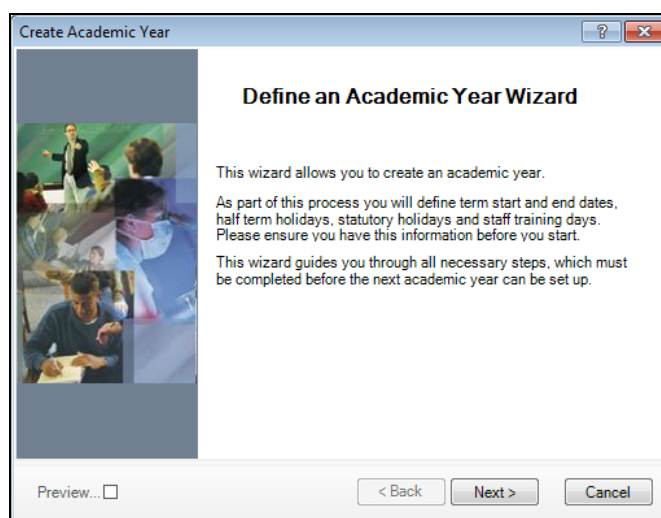 Create Academic Year
?
Define an Academic Year Wizard
This wizard allows you to create an academic year.
As part of this process you will define term start and end dates,
half term holidays, statutory holidays and staff training days.
Please ensure you have this information before you start.
This wizard guides you through all necessary steps, which must
be completed before the next academic year can be set up.
Preview...
< Back Next > Cancel